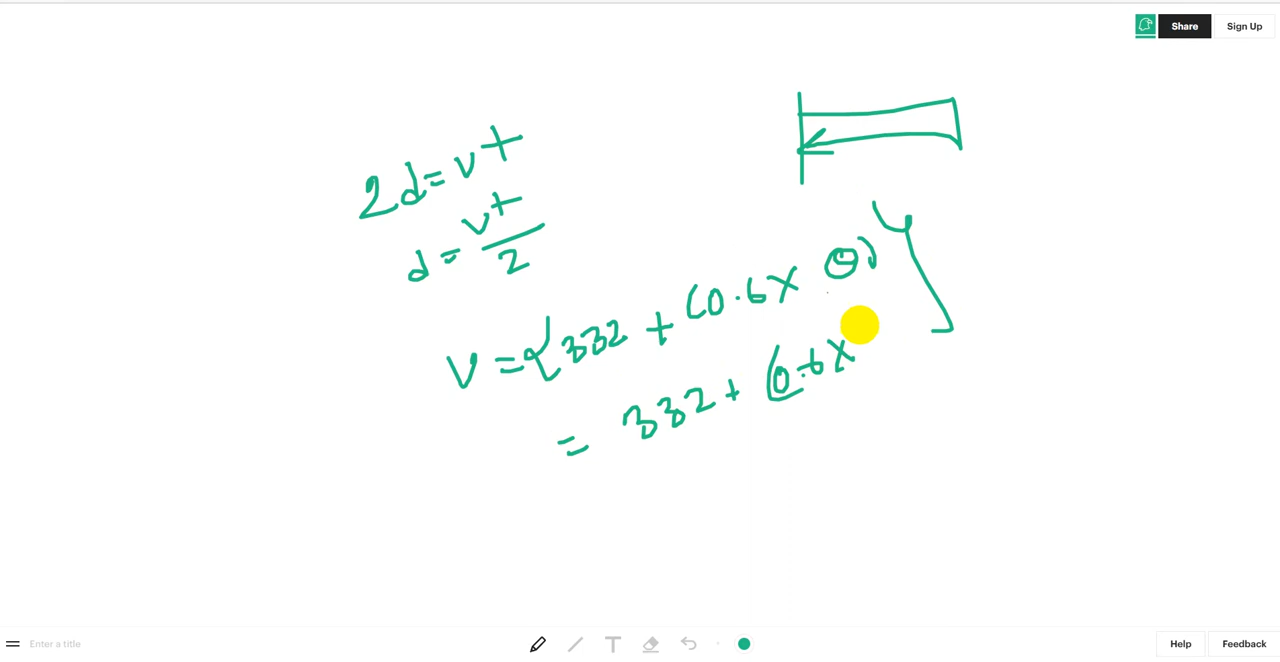 Share
Sign Up
2d = vt
d = vt/2
v = {332 + (0.6 X θ)}
= 332 + (0.6 X
Enter a title
T
Help
Feedback